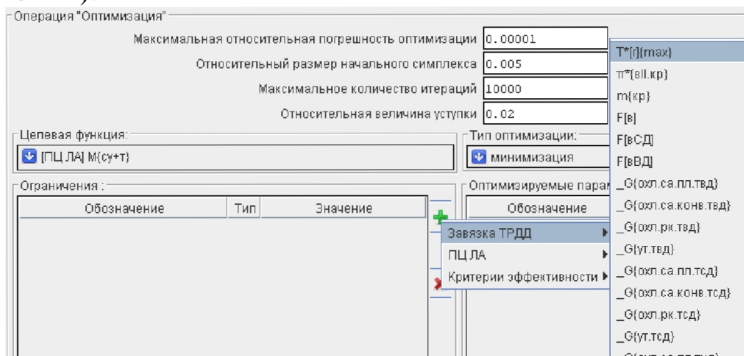 Операция "Оптимизация"
Максимальная относительная погрешность оптимизации 0.00001
Относительный размер начального симплекса 0.005
Максимальное количество итераций 10000
Относительная величина уступки 0.02
Целевая функция:
[ПЦ ЛА] M{су+т}
Тип оптимизации:
минимизация
Ограничения :
Обозначение Тип Значение
Оптимизируемые пара
Обозначение
Завязка ТРДД
ПЦ ЛА
Критерии эффективности
T*[г]{max}
π*{вII.кр}
m{кр}
F[в]
F[вСД]
F[вВД]
_G{охл.са.пл.твд}
_G{охл.са.конв.твд}
_G{охл.рк.твд}
_G{ут.твд}
_G{охл.са.пл.тсд}
_G{охл.са.конв.тсд}
_G{охл.рк.тсд}
_G{ут.тсд}